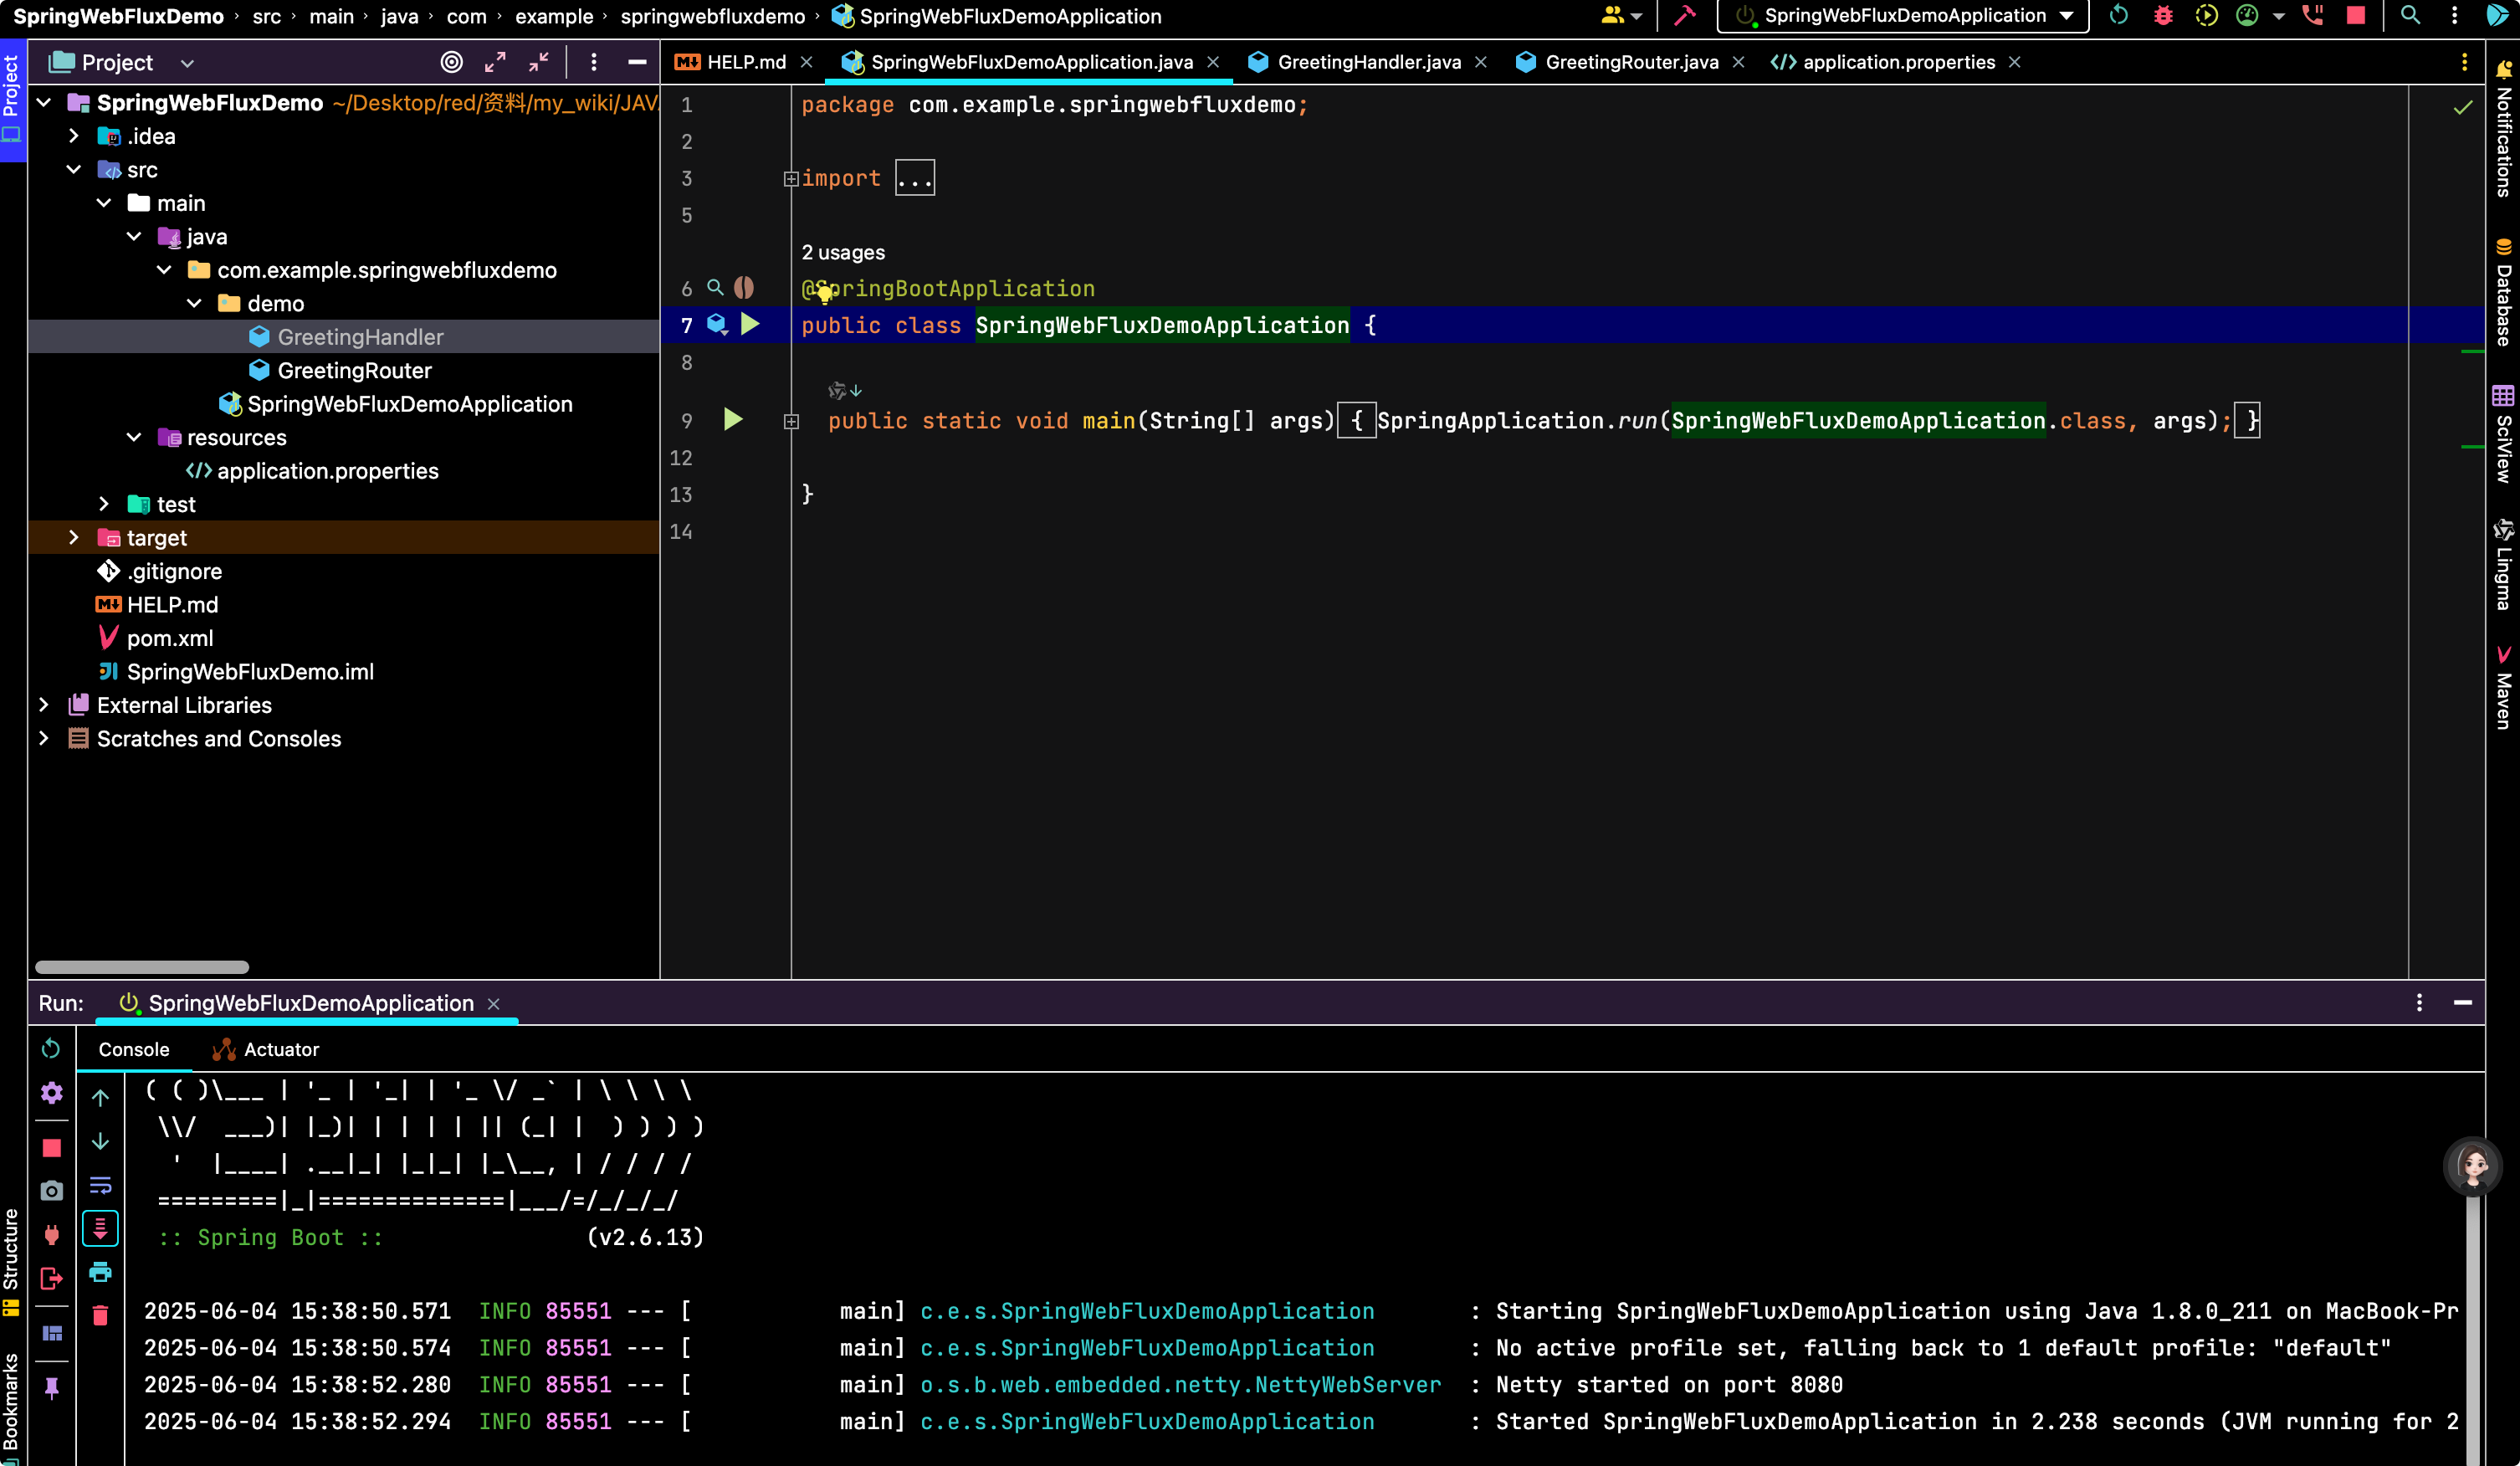 SpringWebFluxDemo › src › main › java › com › example › springwebfluxdemo › SpringWebFluxDemoApplication
SpringWebFluxDemoApplication
Project
HELP.md
SpringWebFluxDemoApplication.java
GreetingHandler.java
GreetingRouter.java
application.properties
Project
SpringWebFluxDemo ~/Desktop/red/资料/my_wiki/JAV
.idea
src
main
java
com.example.springwebfluxdemo
demo
GreetingHandler
GreetingRouter
SpringWebFluxDemoApplication
resources
application.properties
test
target
.gitignore
HELP.md
pom.xml
SpringWebFluxDemo.iml
External Libraries
Scratches and Consoles
1 package com.example.springwebfluxdemo;
2
3 import ...
5
2 usages
6 @SpringBootApplication
7 public class SpringWebFluxDemoApplication {
8
9 public static void main(String[] args) { SpringApplication.run(SpringWebFluxDemoApplication.class, args); }
12
13 }
14
Notifications
Database
SciView
Lingma
Maven
Run: SpringWebFluxDemoApplication
Console
Actuator
( ( )\___ | '_ | '_| | '_ \/ _` | \ \ \ \
\\/  ___)| |_)| | | | | || (_| |  ) ) ) )
'  |____| .__|_| |_|_| |_\__, | / / / /
=========|_|==============|___/=/_/_/_/
:: Spring Boot :: (v2.6.13)
2025-06-04 15:38:50.571 INFO 85551 --- [ main] c.e.s.SpringWebFluxDemoApplication : Starting SpringWebFluxDemoApplication using Java 1.8.0_211 on MacBook-Pr
2025-06-04 15:38:50.574 INFO 85551 --- [ main] c.e.s.SpringWebFluxDemoApplication : No active profile set, falling back to 1 default profile: "default"
2025-06-04 15:38:52.280 INFO 85551 --- [ main] o.s.b.web.embedded.netty.NettyWebServer : Netty started on port 8080
2025-06-04 15:38:52.294 INFO 85551 --- [ main] c.e.s.SpringWebFluxDemoApplication : Started SpringWebFluxDemoApplication in 2.238 seconds (JVM running for 2
Structure
Bookmarks